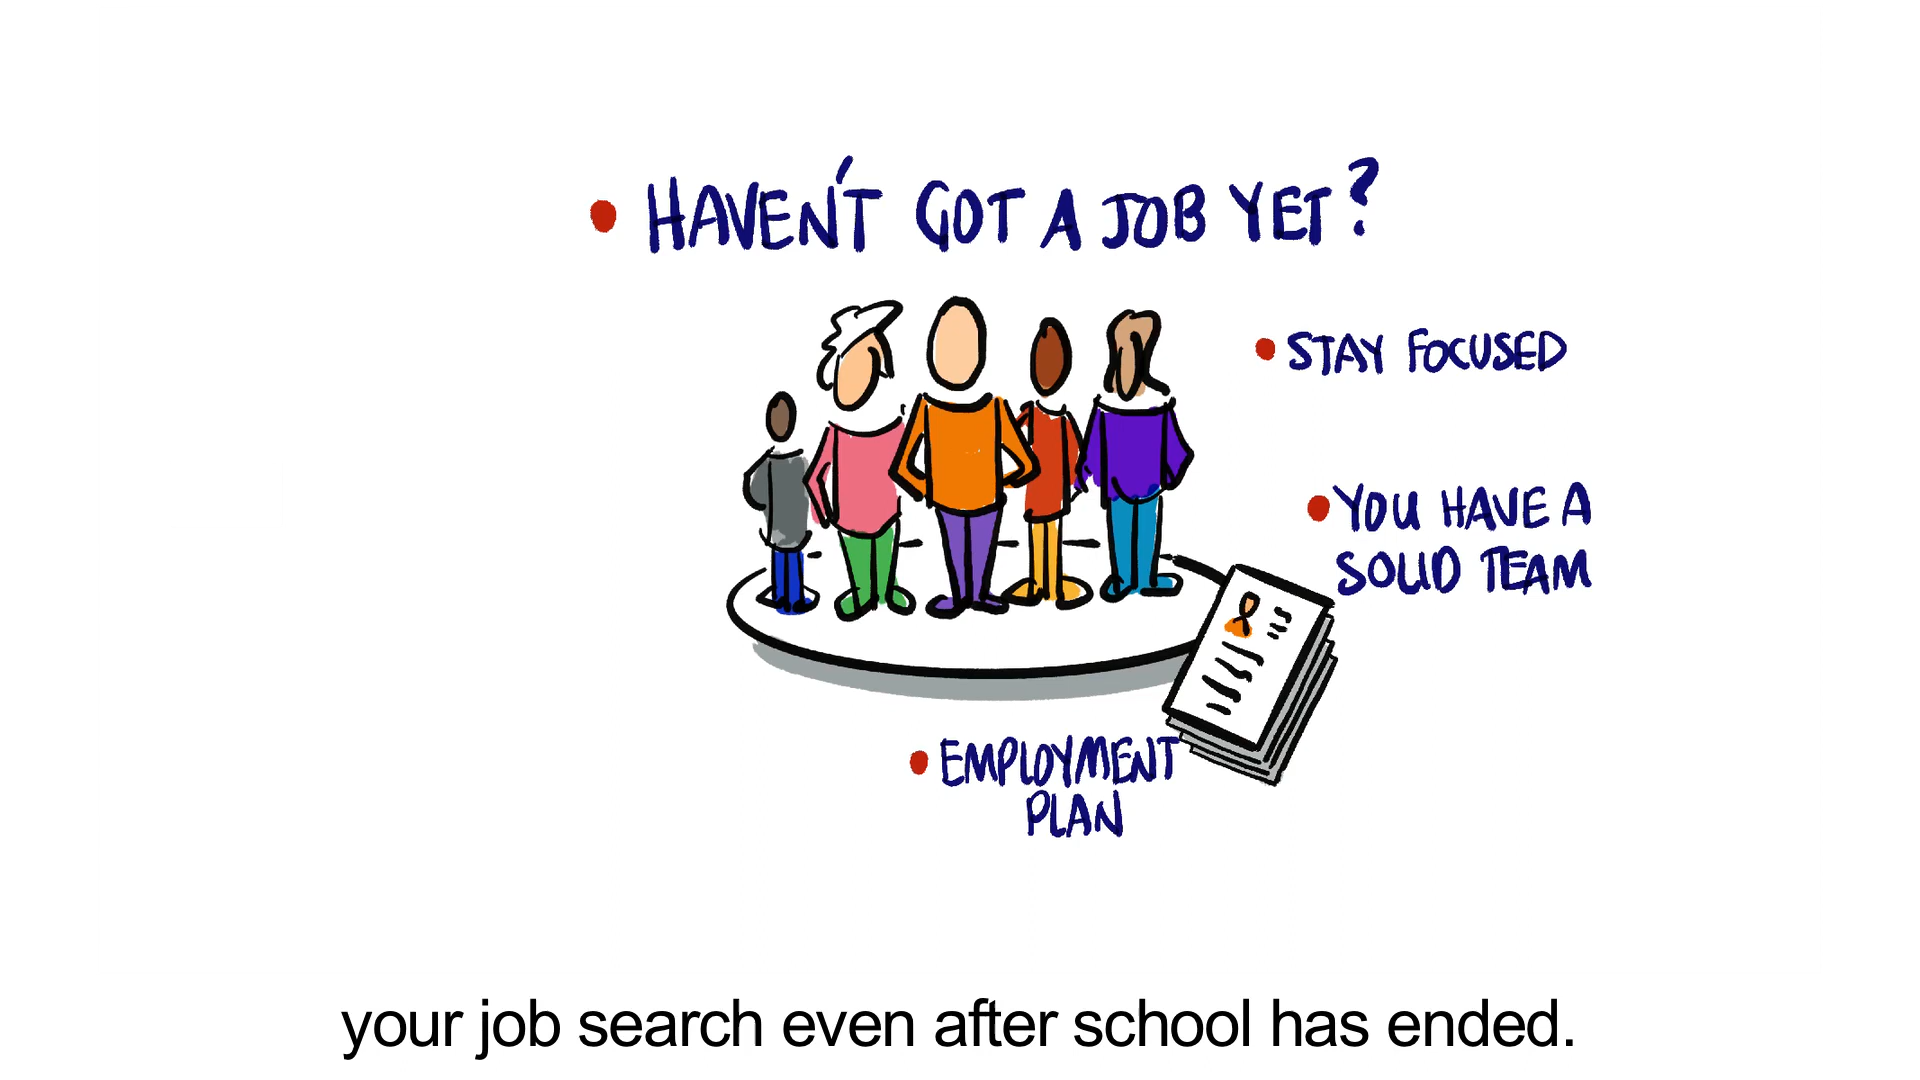 • HAVEN'T GOT A JOB YET?
• STAY FOCUSED
• YOU HAVE A
SOLID TEAM
• EMPLOYMENT
PLAN
your job search even after school has ended.